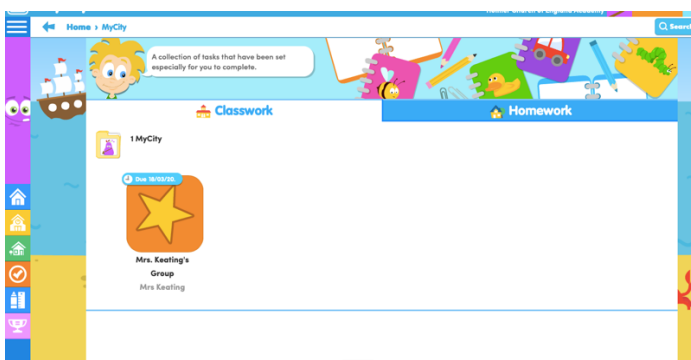 Home › MyCity
Search
A collection of tasks that have been set
especially for you to complete.
Classwork
Homework
1 MyCity
Due 18/03/20.
Mrs. Keating's
Group
Mrs Keating